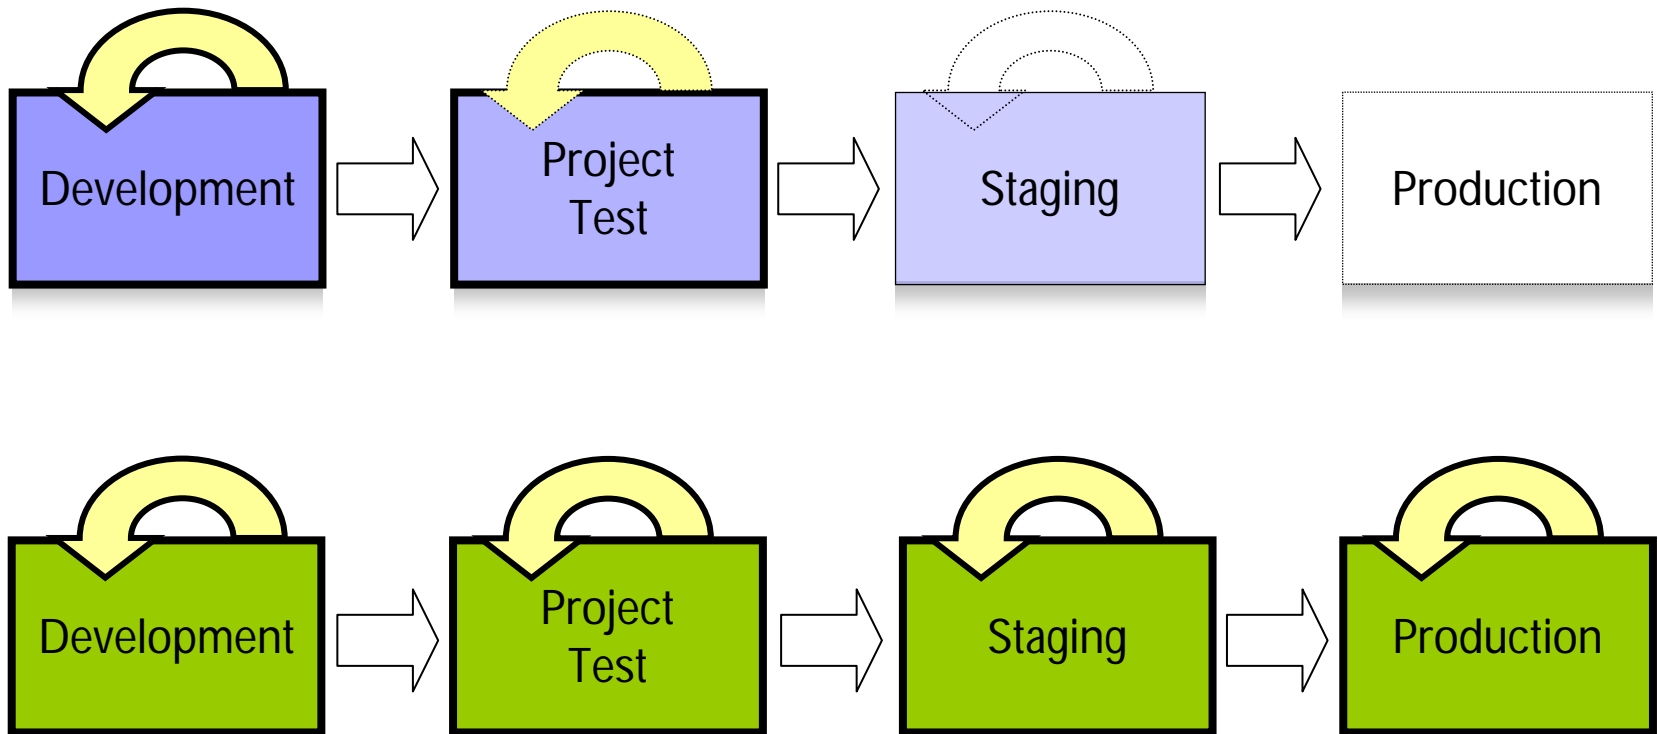 Development
Project
Test
Staging
Production
Development
Project
Test
Staging
Production